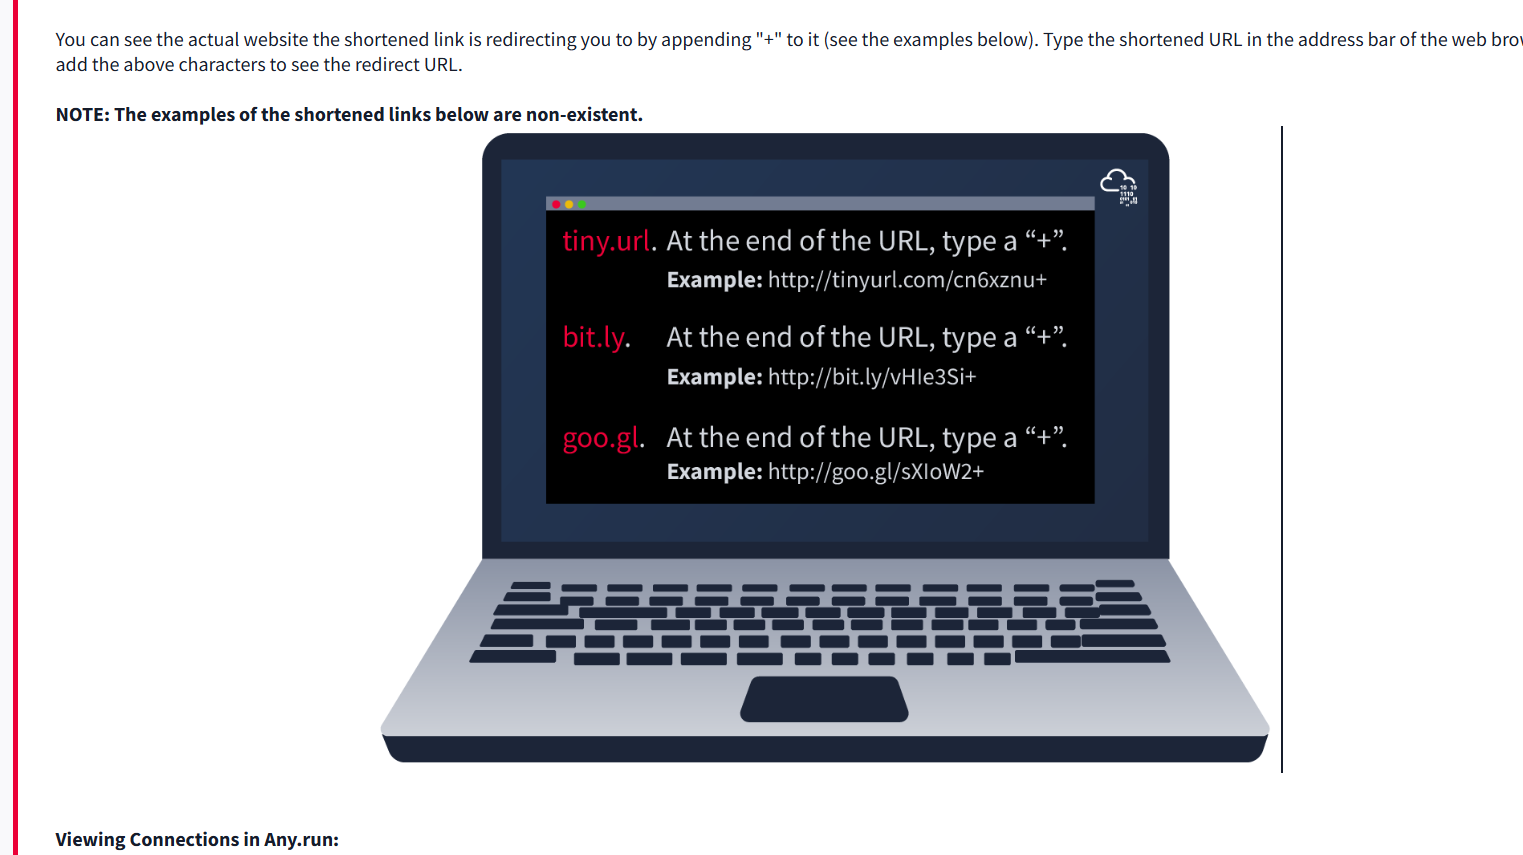 You can see the actual website the shortened link is redirecting you to by appending "+" to it (see the examples below). Type the shortened URL in the address bar of the web
add the above characters to see the redirect URL.
NOTE: The examples of the shortened links below are non-existent.
10 10
1110
tiny.url. At the end of the URL, type a “+”.
Example: http://tinyurl.com/cn6xznu+
bit.ly. At the end of the URL, type a “+”.
Example: http://bit.ly/vHIe3Si+
goo.gl. At the end of the URL, type a “+”.
Example: http://goo.gl/sXIoW2+
Viewing Connections in Any.run: